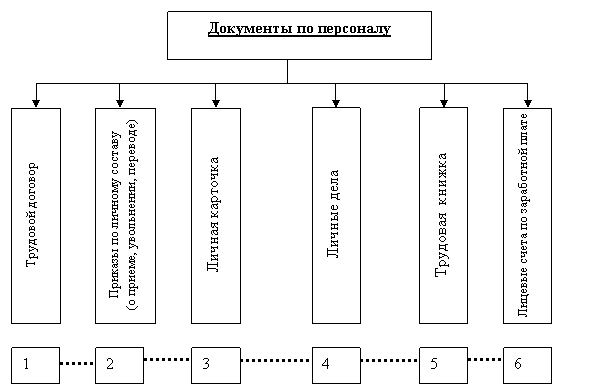 Документы по персоналу
Трудовой договор
Приказы по личному составу
(о приеме, увольнении, переводе)
Личная карточка
Личные дела
Трудовая книжка
Лицевые счета по заработной плате
1
2
3
4
5
6